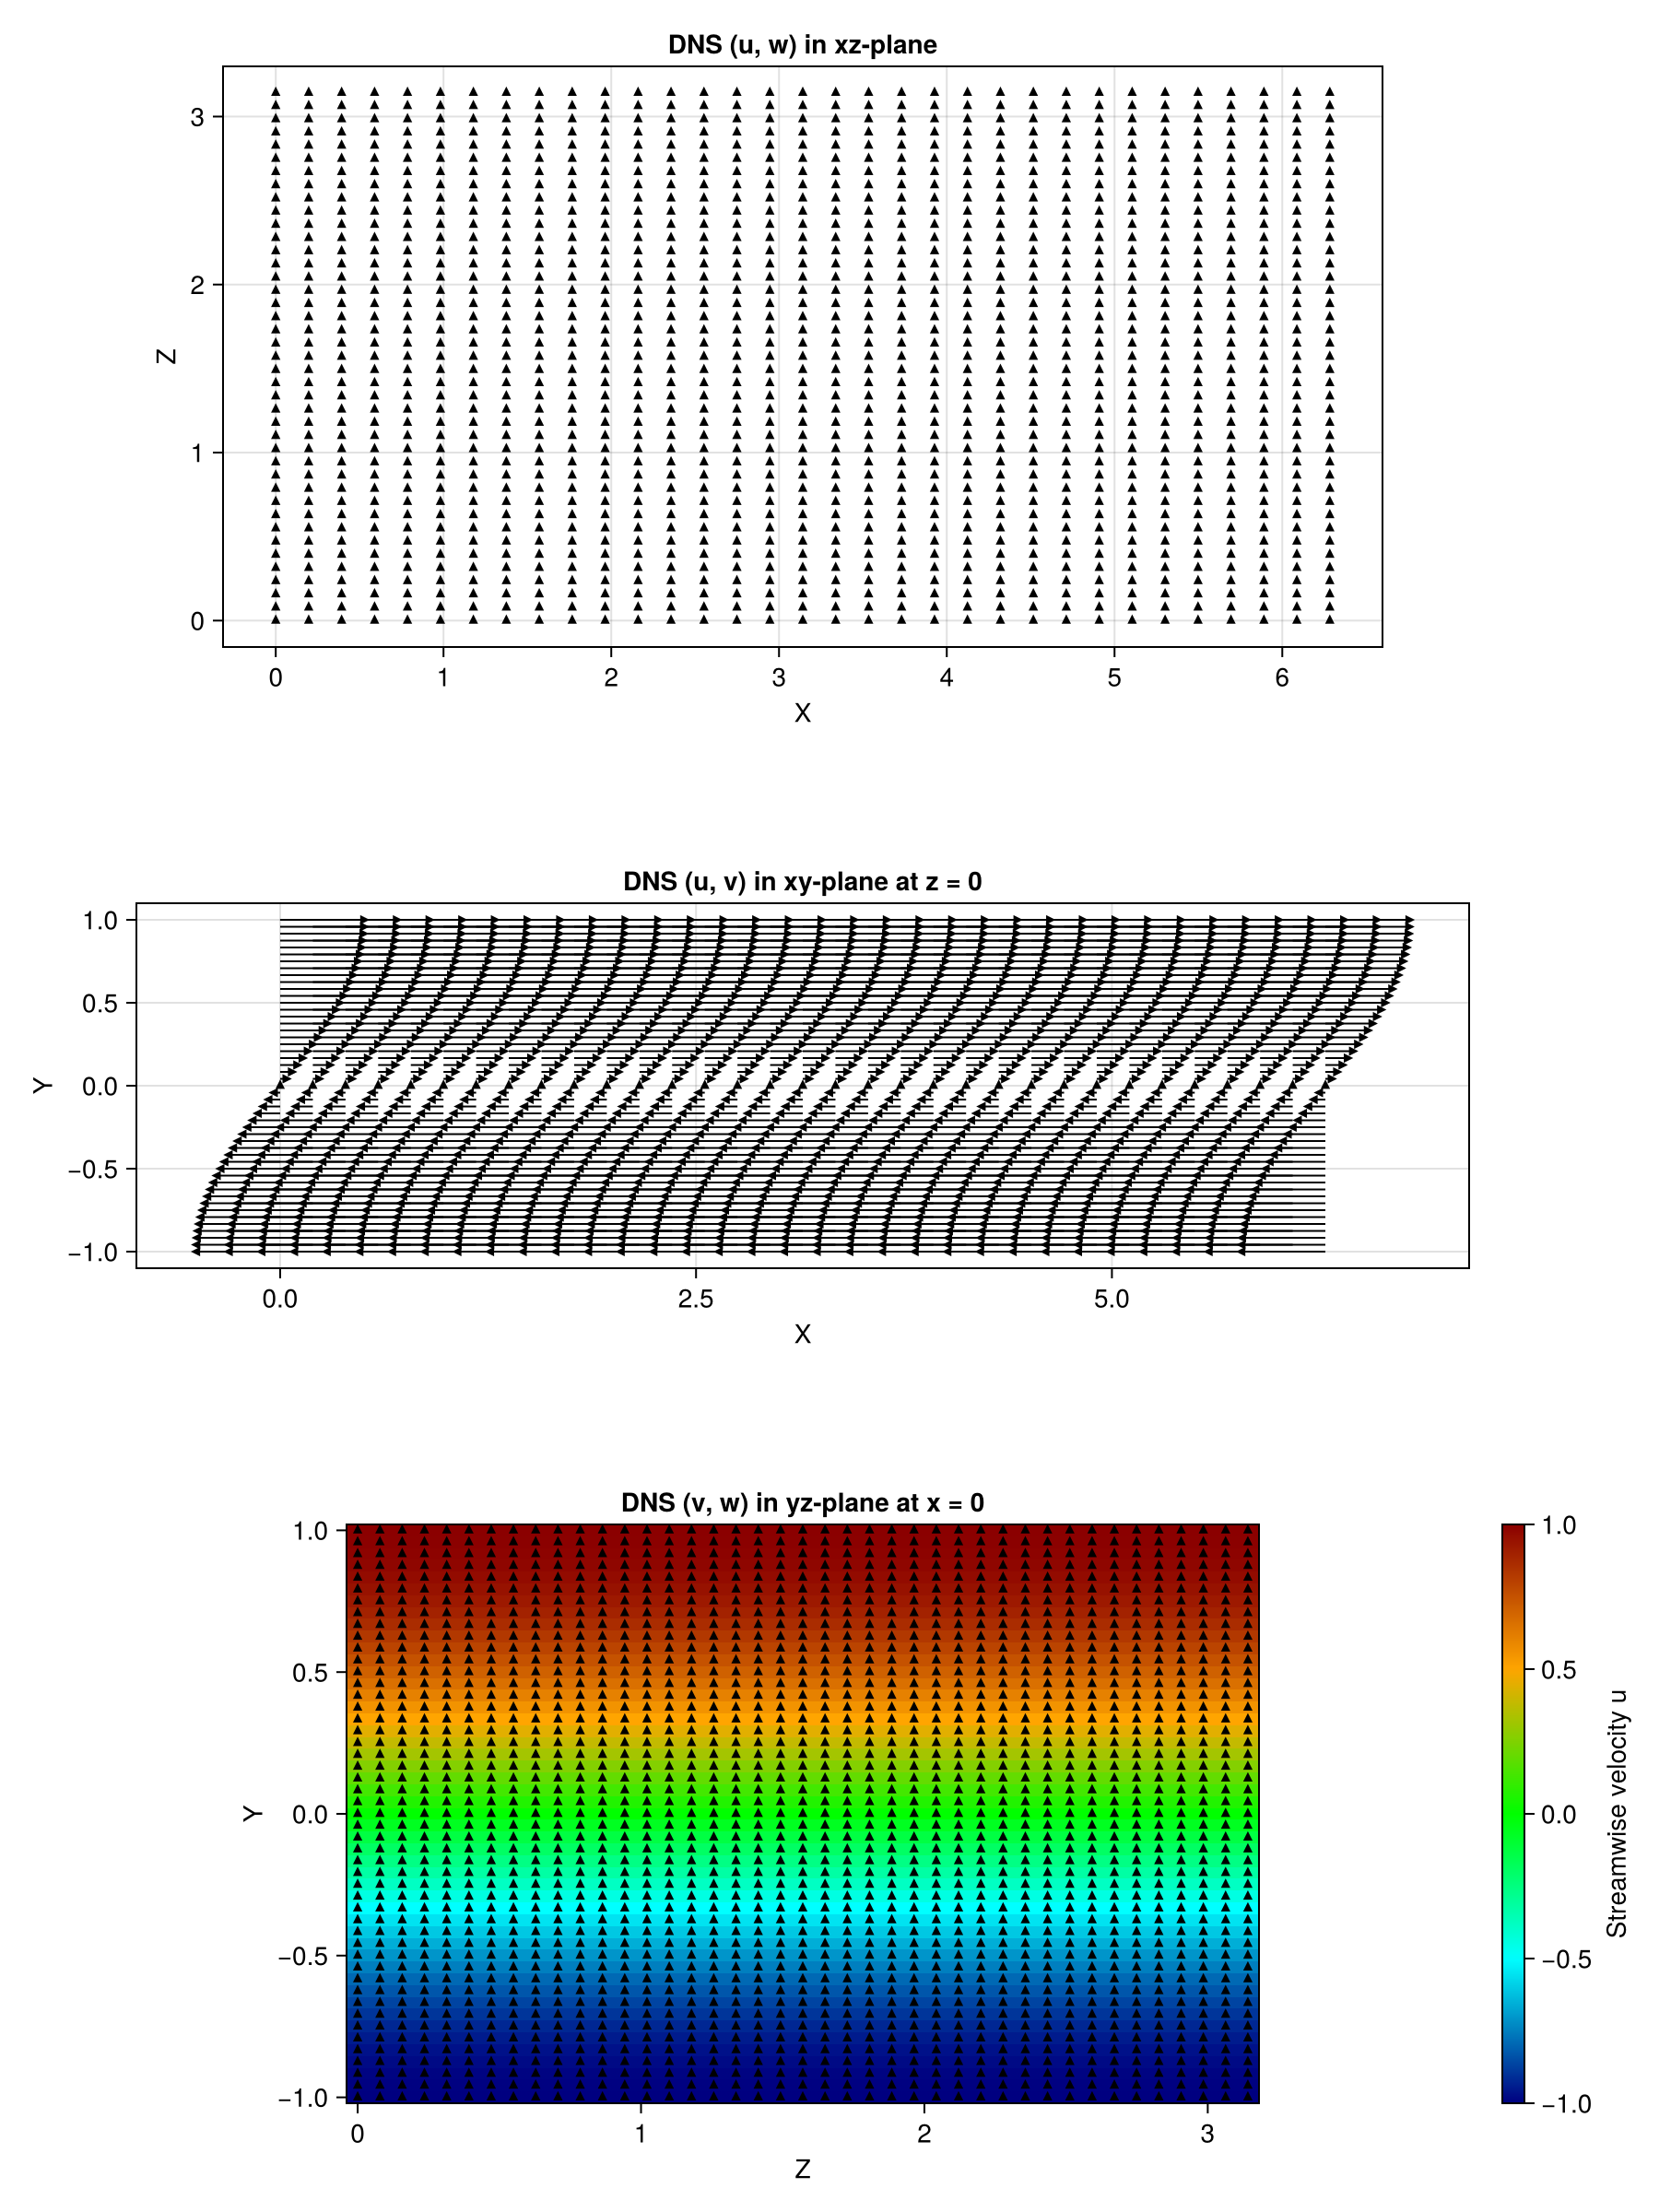 DNS (u, w) in xz-plane
3
2
1
0
Z
0 1 2 3 4 5 6
X
DNS (u, v) in xy-plane at z = 0
1.0
0.5
0.0
−0.5
−1.0
Y
0.0 2.5 5.0
X
DNS (v, w) in yz-plane at x = 0
1.0
0.5
0.0
−0.5
−1.0
Y
0 1 2 3
Z
1.0
0.5
0.0
−0.5
−1.0
Streamwise velocity u